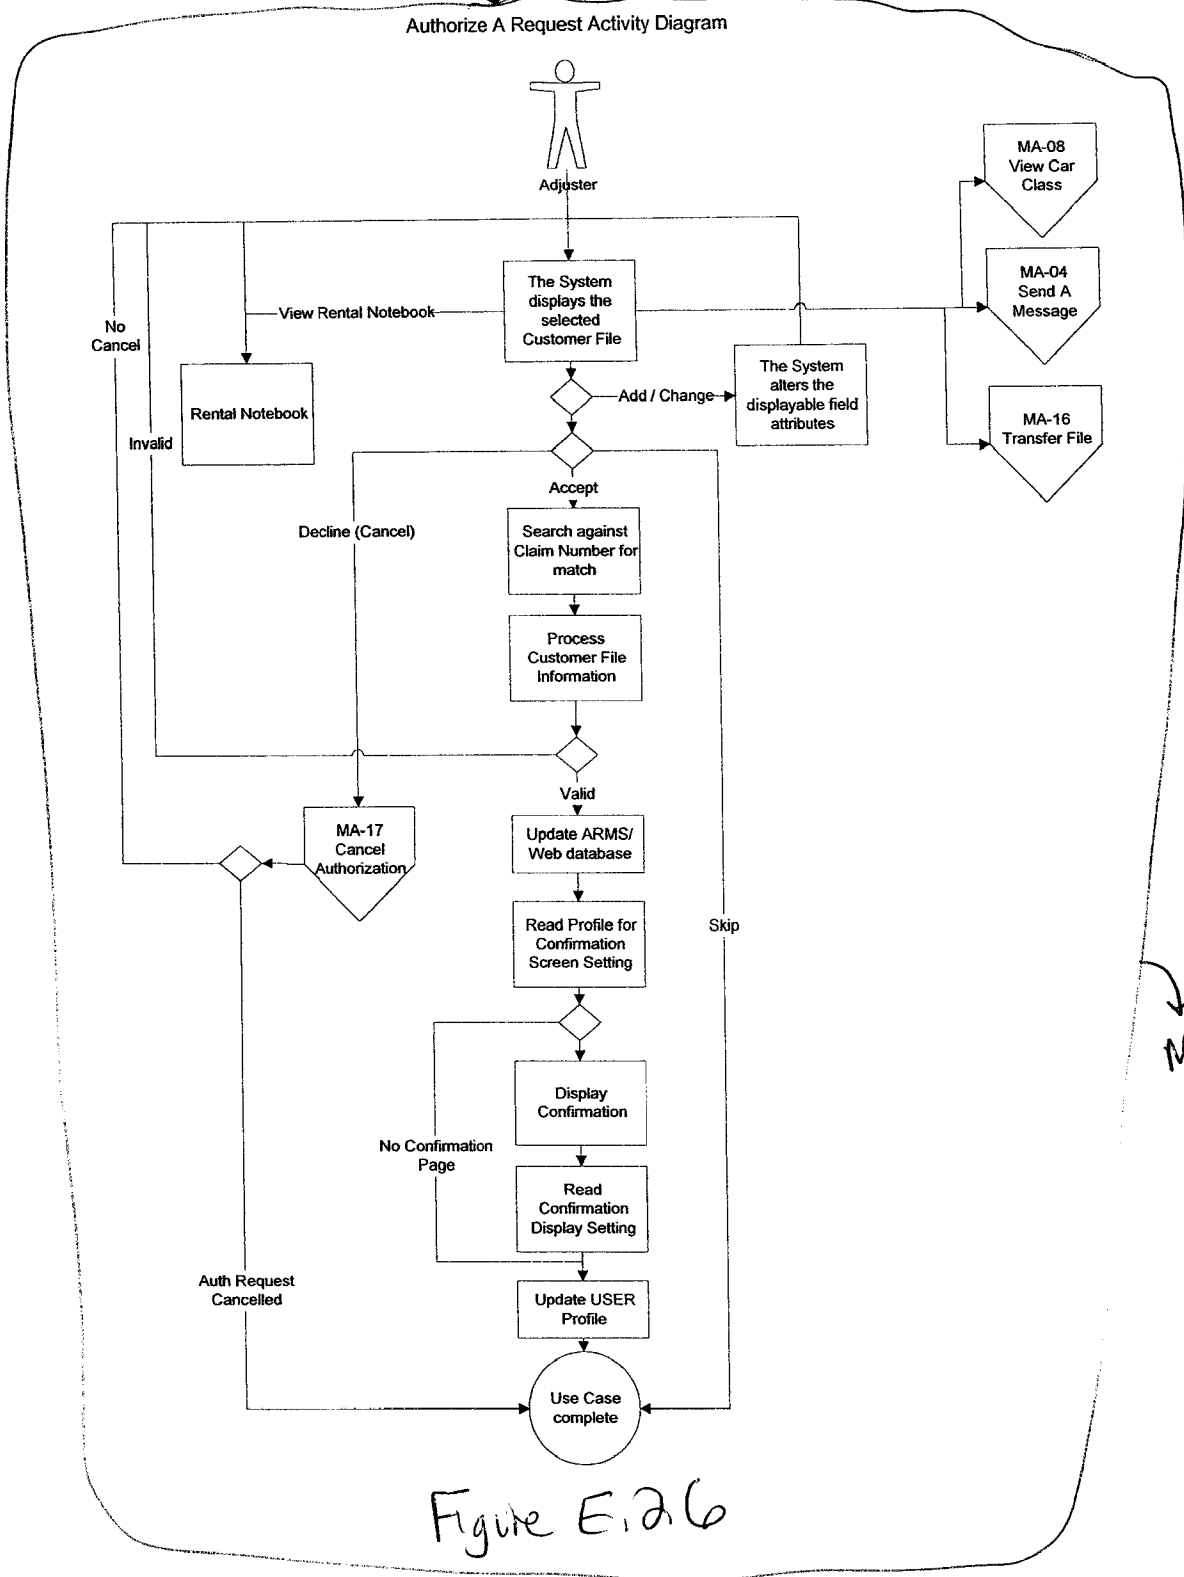 Authorize A Request Activity Diagram
Adjuster
MA-08
View Car
Class
The System
displays the
selected
Customer File
View Rental Notebook
MA-04
Send A
Message
No
Cancel
Rental Notebook
Add / Change
The System
alters the
displayable field
attributes
MA-16
Transfer File
Invalid
Accept
Decline (Cancel)
Search against
Claim Number for
match
Process
Customer File
Information
Valid
MA-17
Cancel
Authorization
Update ARMS/
Web database
Read Profile for
Confirmation
Screen Setting
Skip
Display
Confirmation
No Confirmation
Page
Read
Confirmation
Display Setting
Auth Request
Cancelled
Update USER
Profile
Use Case
complete
Figure E.26